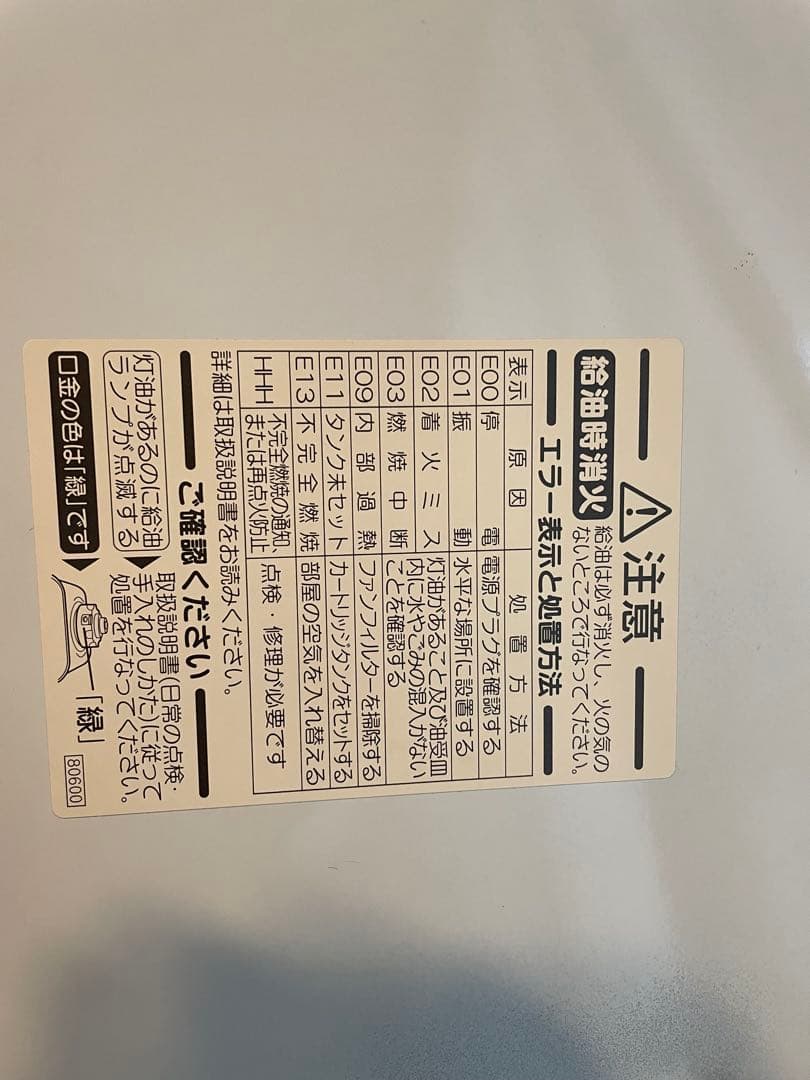 注意
給油時消火 給油は必ず消火し、火の気の
ないところで行なってください。
エラー表示と処置方法
表示 原因 処置方法
E00 停電 電源プラグを確認する
E01 振動 水平な場所に設置する
E02 着火ミス 灯油があること及び油受皿
E03 燃焼中断 内に水やごみの混入がない
ことを確認する
E09 内部過熱 ファンフィルターを掃除する
E11 タンク未セット カートリッジタンクをセットする
E13 不完全燃焼 部屋の空気を入れ替える
HHH 不完全燃焼の通知、
または再点火防止 点検・修理が必要です
詳細は取扱説明書をお読みください。
ご確認ください
灯油があるのに給油
ランプが点滅する
取扱説明書(日常の点検・
手入れのしかた)に従って
処置を行なってください。
口金の色は「緑」です
「緑」
80600